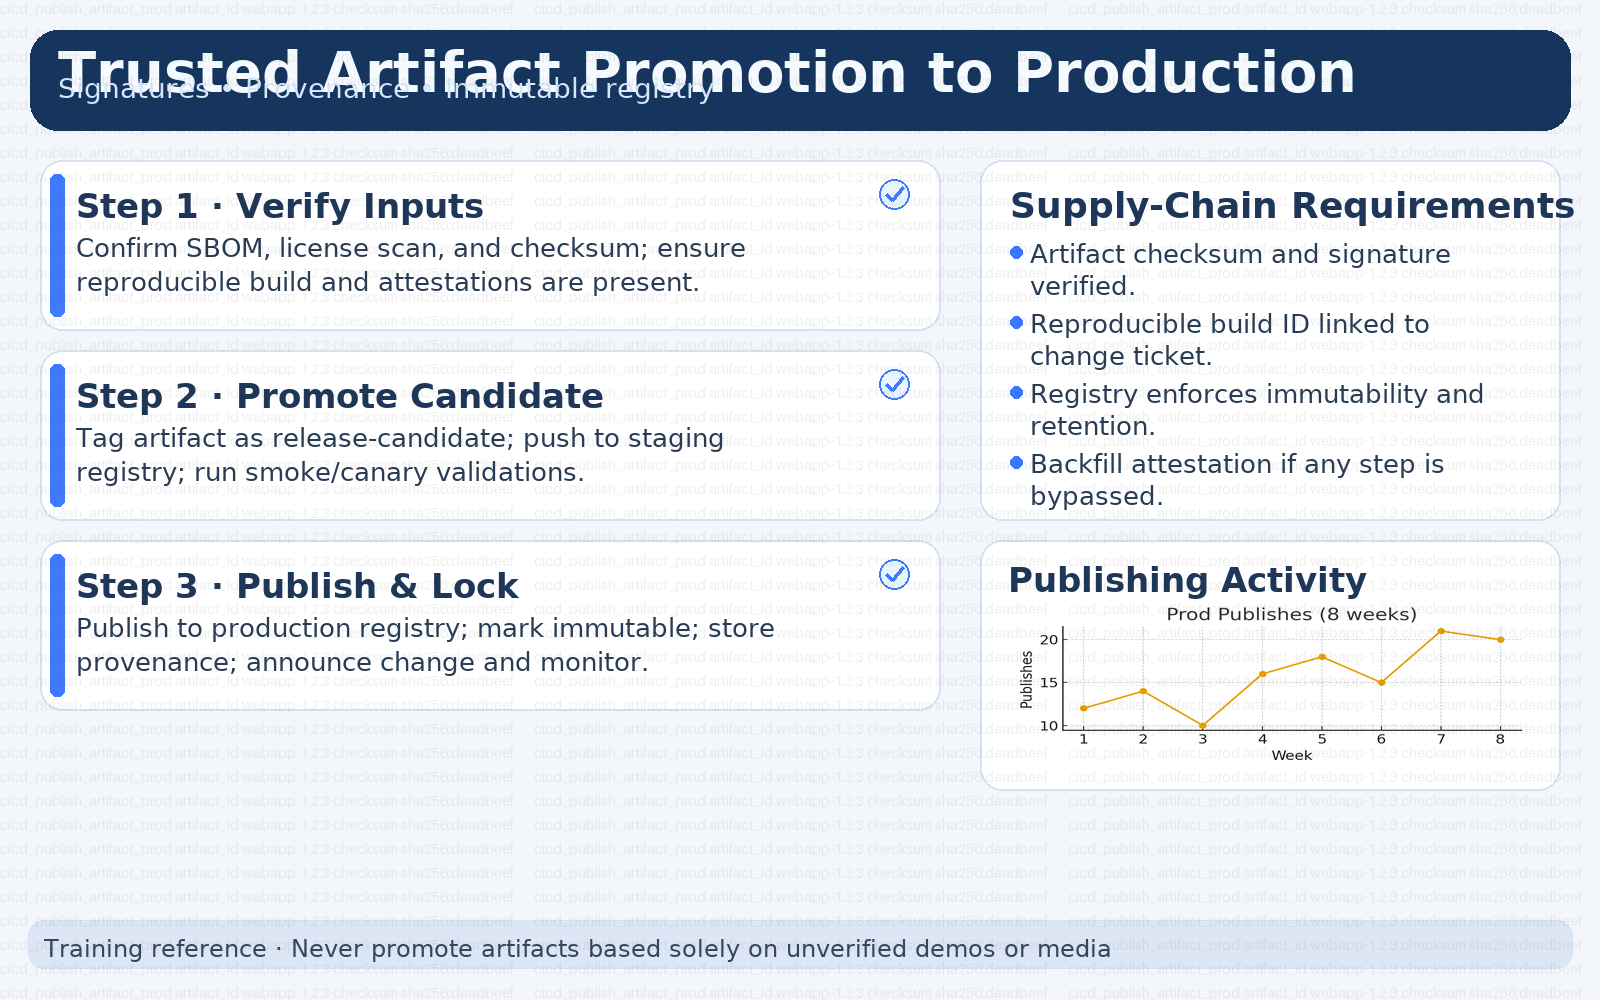 Trusted Artifact Promotion to Production
Signatures • Provenance • Immutable registry
Step 1 · Verify Inputs
Confirm SBOM, license scan, and checksum; ensure
reproducible build and attestations are present.
Step 2 · Promote Candidate
Tag artifact as release-candidate; push to staging
registry; run smoke/canary validations.
Step 3 · Publish & Lock
Publish to production registry; mark immutable; store
provenance; announce change and monitor.
Supply-Chain Requirements
Artifact checksum and signature
verified.
Reproducible build ID linked to
change ticket.
Registry enforces immutability and
retention.
Backfill attestation if any step is
bypassed.
Publishing Activity
Prod Publishes (8 weeks)
Publishes
20
15
10
1 2 3 4 5 6 7 8
Week
Training reference · Never promote artifacts based solely on unverified demos or media
cicd_publish_artifact_prod artifact_id webapp-1.2.3 checksum sha256:deadbeef